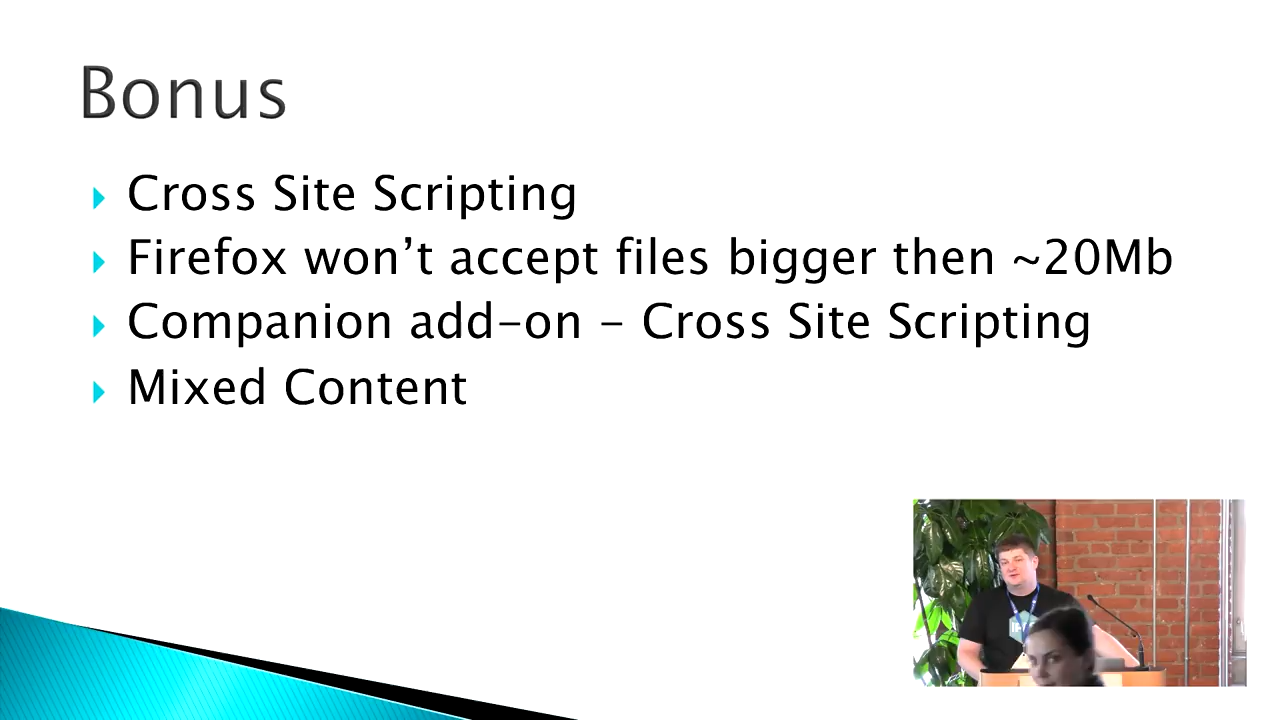 Bonus
Cross Site Scripting
Firefox won’t accept files bigger then ~20Mb
Companion add-on - Cross Site Scripting
Mixed Content